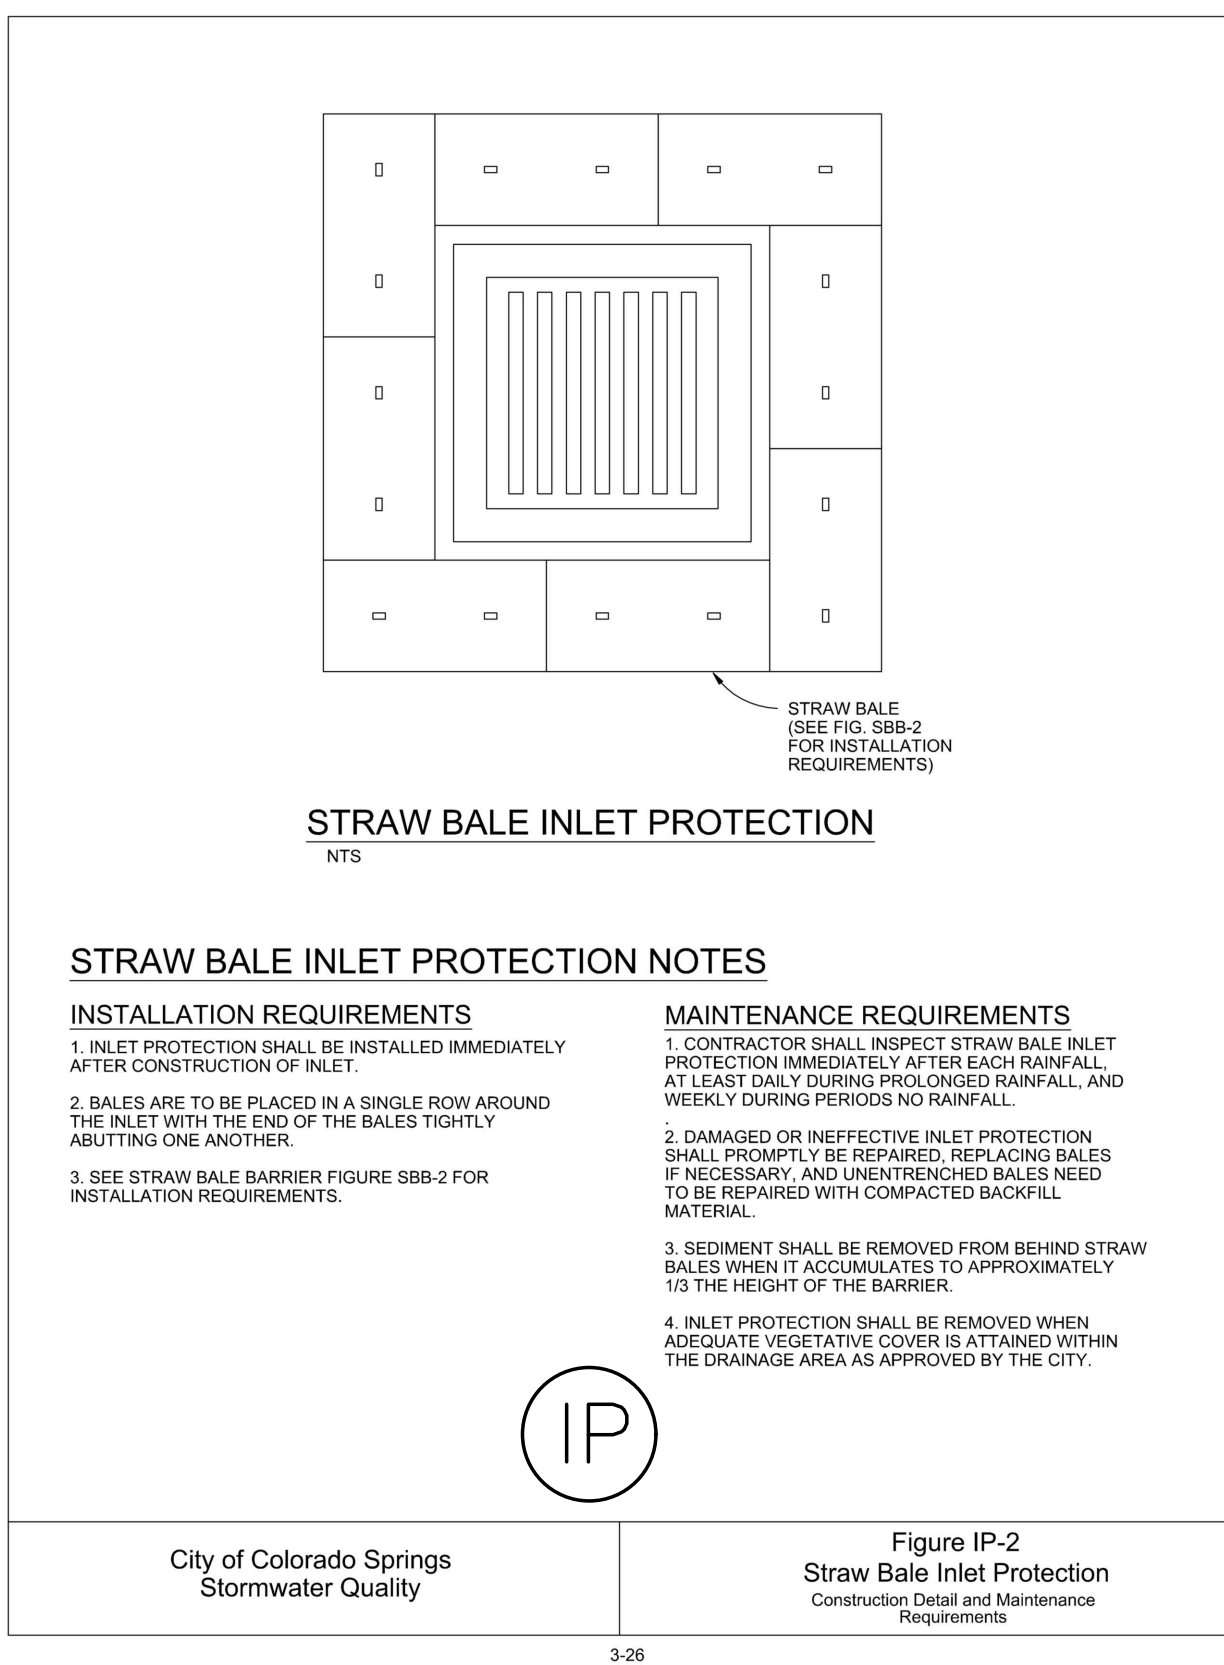 STRAW BALE
(SEE FIG. SBB-2
FOR INSTALLATION
REQUIREMENTS)
STRAW BALE INLET PROTECTION
NTS
STRAW BALE INLET PROTECTION NOTES
INSTALLATION REQUIREMENTS
1. INLET PROTECTION SHALL BE INSTALLED IMMEDIATELY
AFTER CONSTRUCTION OF INLET.
2. BALES ARE TO BE PLACED IN A SINGLE ROW AROUND
THE INLET WITH THE END OF THE BALES TIGHTLY
ABUTTING ONE ANOTHER.
3. SEE STRAW BALE BARRIER FIGURE SBB-2 FOR
INSTALLATION REQUIREMENTS.
MAINTENANCE REQUIREMENTS
1. CONTRACTOR SHALL INSPECT STRAW BALE INLET
PROTECTION IMMEDIATELY AFTER EACH RAINFALL,
AT LEAST DAILY DURING PROLONGED RAINFALL, AND
WEEKLY DURING PERIODS NO RAINFALL.
.
2. DAMAGED OR INEFFECTIVE INLET PROTECTION
SHALL PROMPTLY BE REPAIRED, REPLACING BALES
IF NECESSARY, AND UNENTRENCHED BALES NEED
TO BE REPAIRED WITH COMPACTED BACKFILL
MATERIAL.
3. SEDIMENT SHALL BE REMOVED FROM BEHIND STRAW
BALES WHEN IT ACCUMULATES TO APPROXIMATELY
1/3 THE HEIGHT OF THE BARRIER.
4. INLET PROTECTION SHALL BE REMOVED WHEN
ADEQUATE VEGETATIVE COVER IS ATTAINED WITHIN
THE DRAINAGE AREA AS APPROVED BY THE CITY.
IP
City of Colorado Springs
Stormwater Quality
Figure IP-2
Straw Bale Inlet Protection
Construction Detail and Maintenance
Requirements
3-26